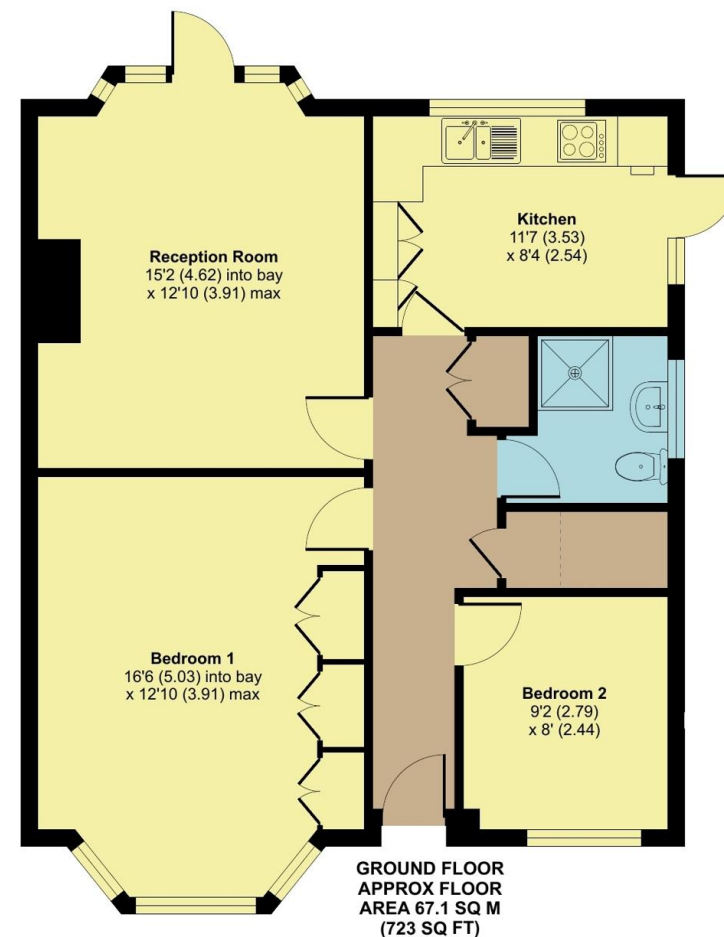 Kitchen
11'7 (3.53)
x 8'4 (2.54)
Reception Room
15'2 (4.62) into bay
x 12'10 (3.91) max
Bedroom 1
16'6 (5.03) into bay
x 12'10 (3.91) max
Bedroom 2
9'2 (2.79)
x 8' (2.44)
GROUND FLOOR
APPROX FLOOR
AREA 67.1 SQ M
(723 SQ FT)